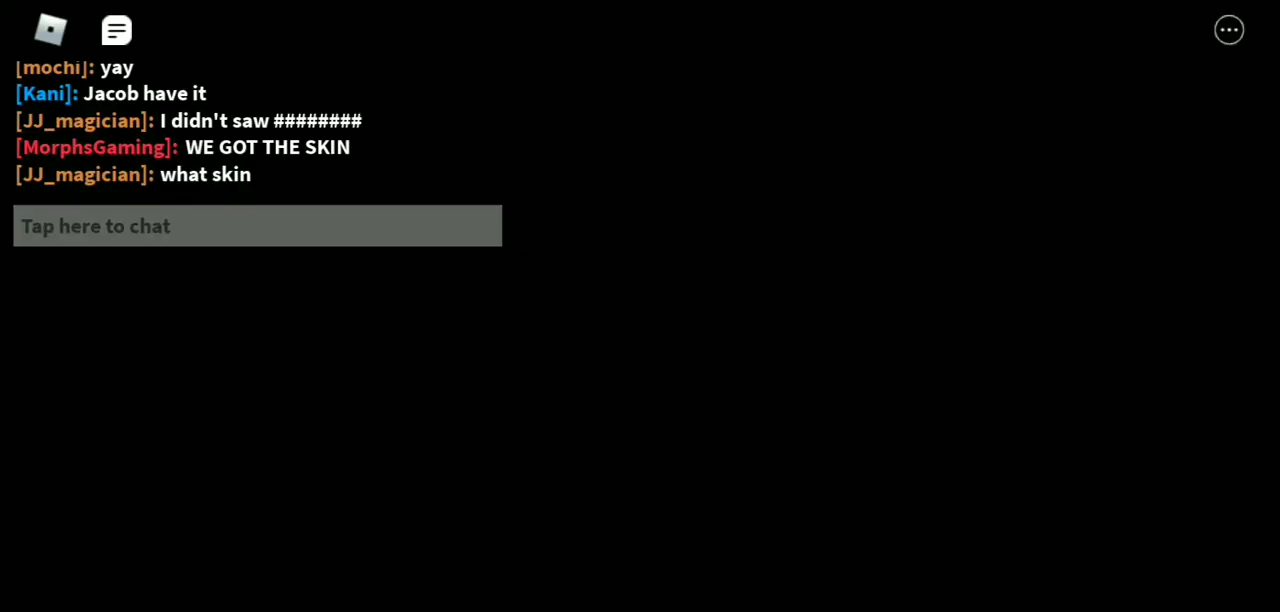 [mochi]: yay
[Kani]: Jacob have it
[JJ_magician]: I didn't saw ########
[MorphsGaming]: WE GOT THE SKIN
[JJ_magician]: what skin
Tap here to chat